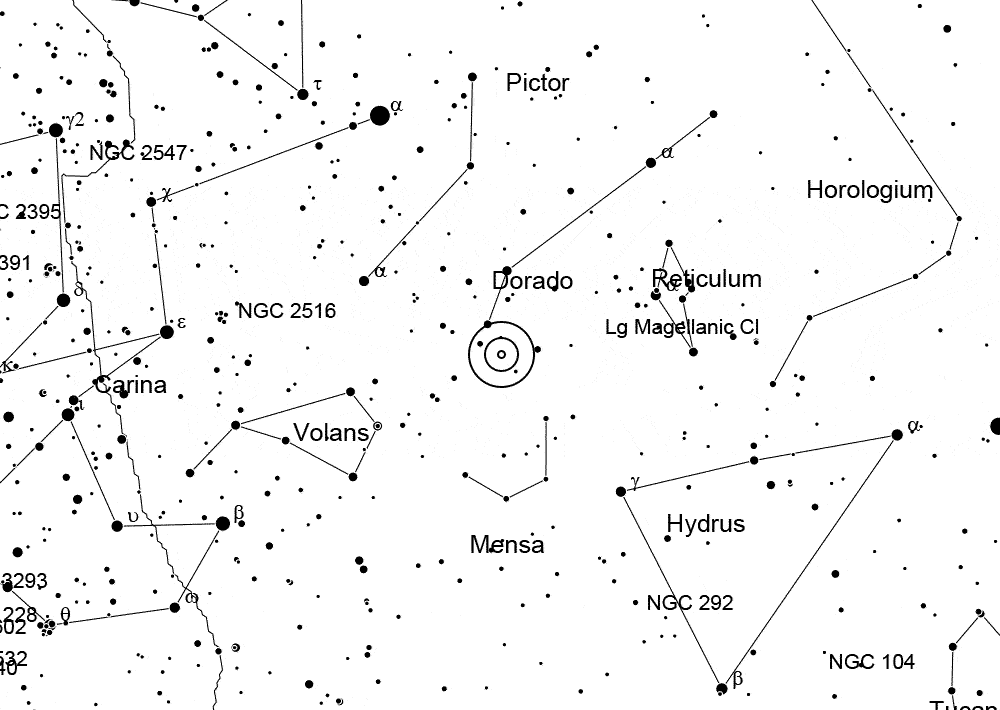 Pictor
τ
α
γ2
NGC 2547
α
χ
Horologium
C 2395
391
α
Dorado
Reticulum
α
δ
NGC 2516
ε
Lg Magellanic Cl
κ
Carina
ι
Volans
α
γ
υ
β
Hydrus
Mensa
3293
ω
NGC 292
228
θ
602
532
40
NGC 104
β
Tucan